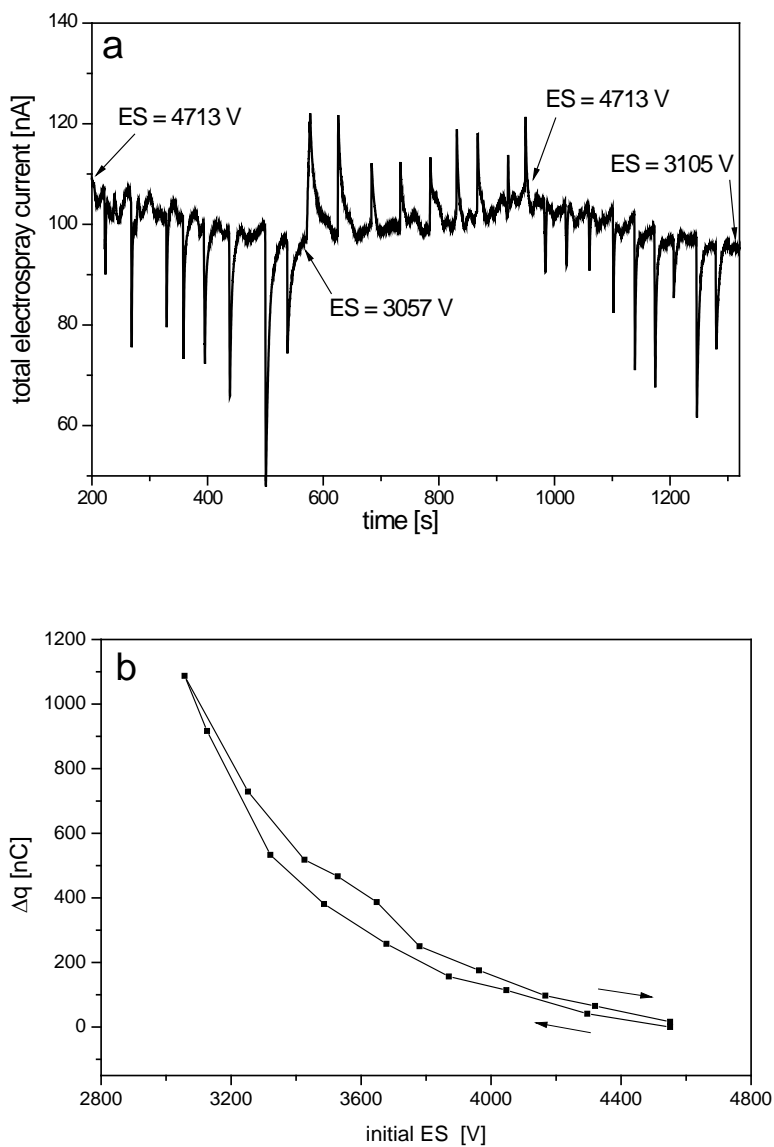 a
140
120
100
80
60
total electrospray current [nA]
ES = 4713 V
ES = 4713 V
ES = 3105 V
ES = 3057 V
200 400 600 800 1000 1200
time [s]
b
1200
1000
800
600
400
200
0
Δq [nC]
2800 3200 3600 4000 4400 4800
initial ES [V]